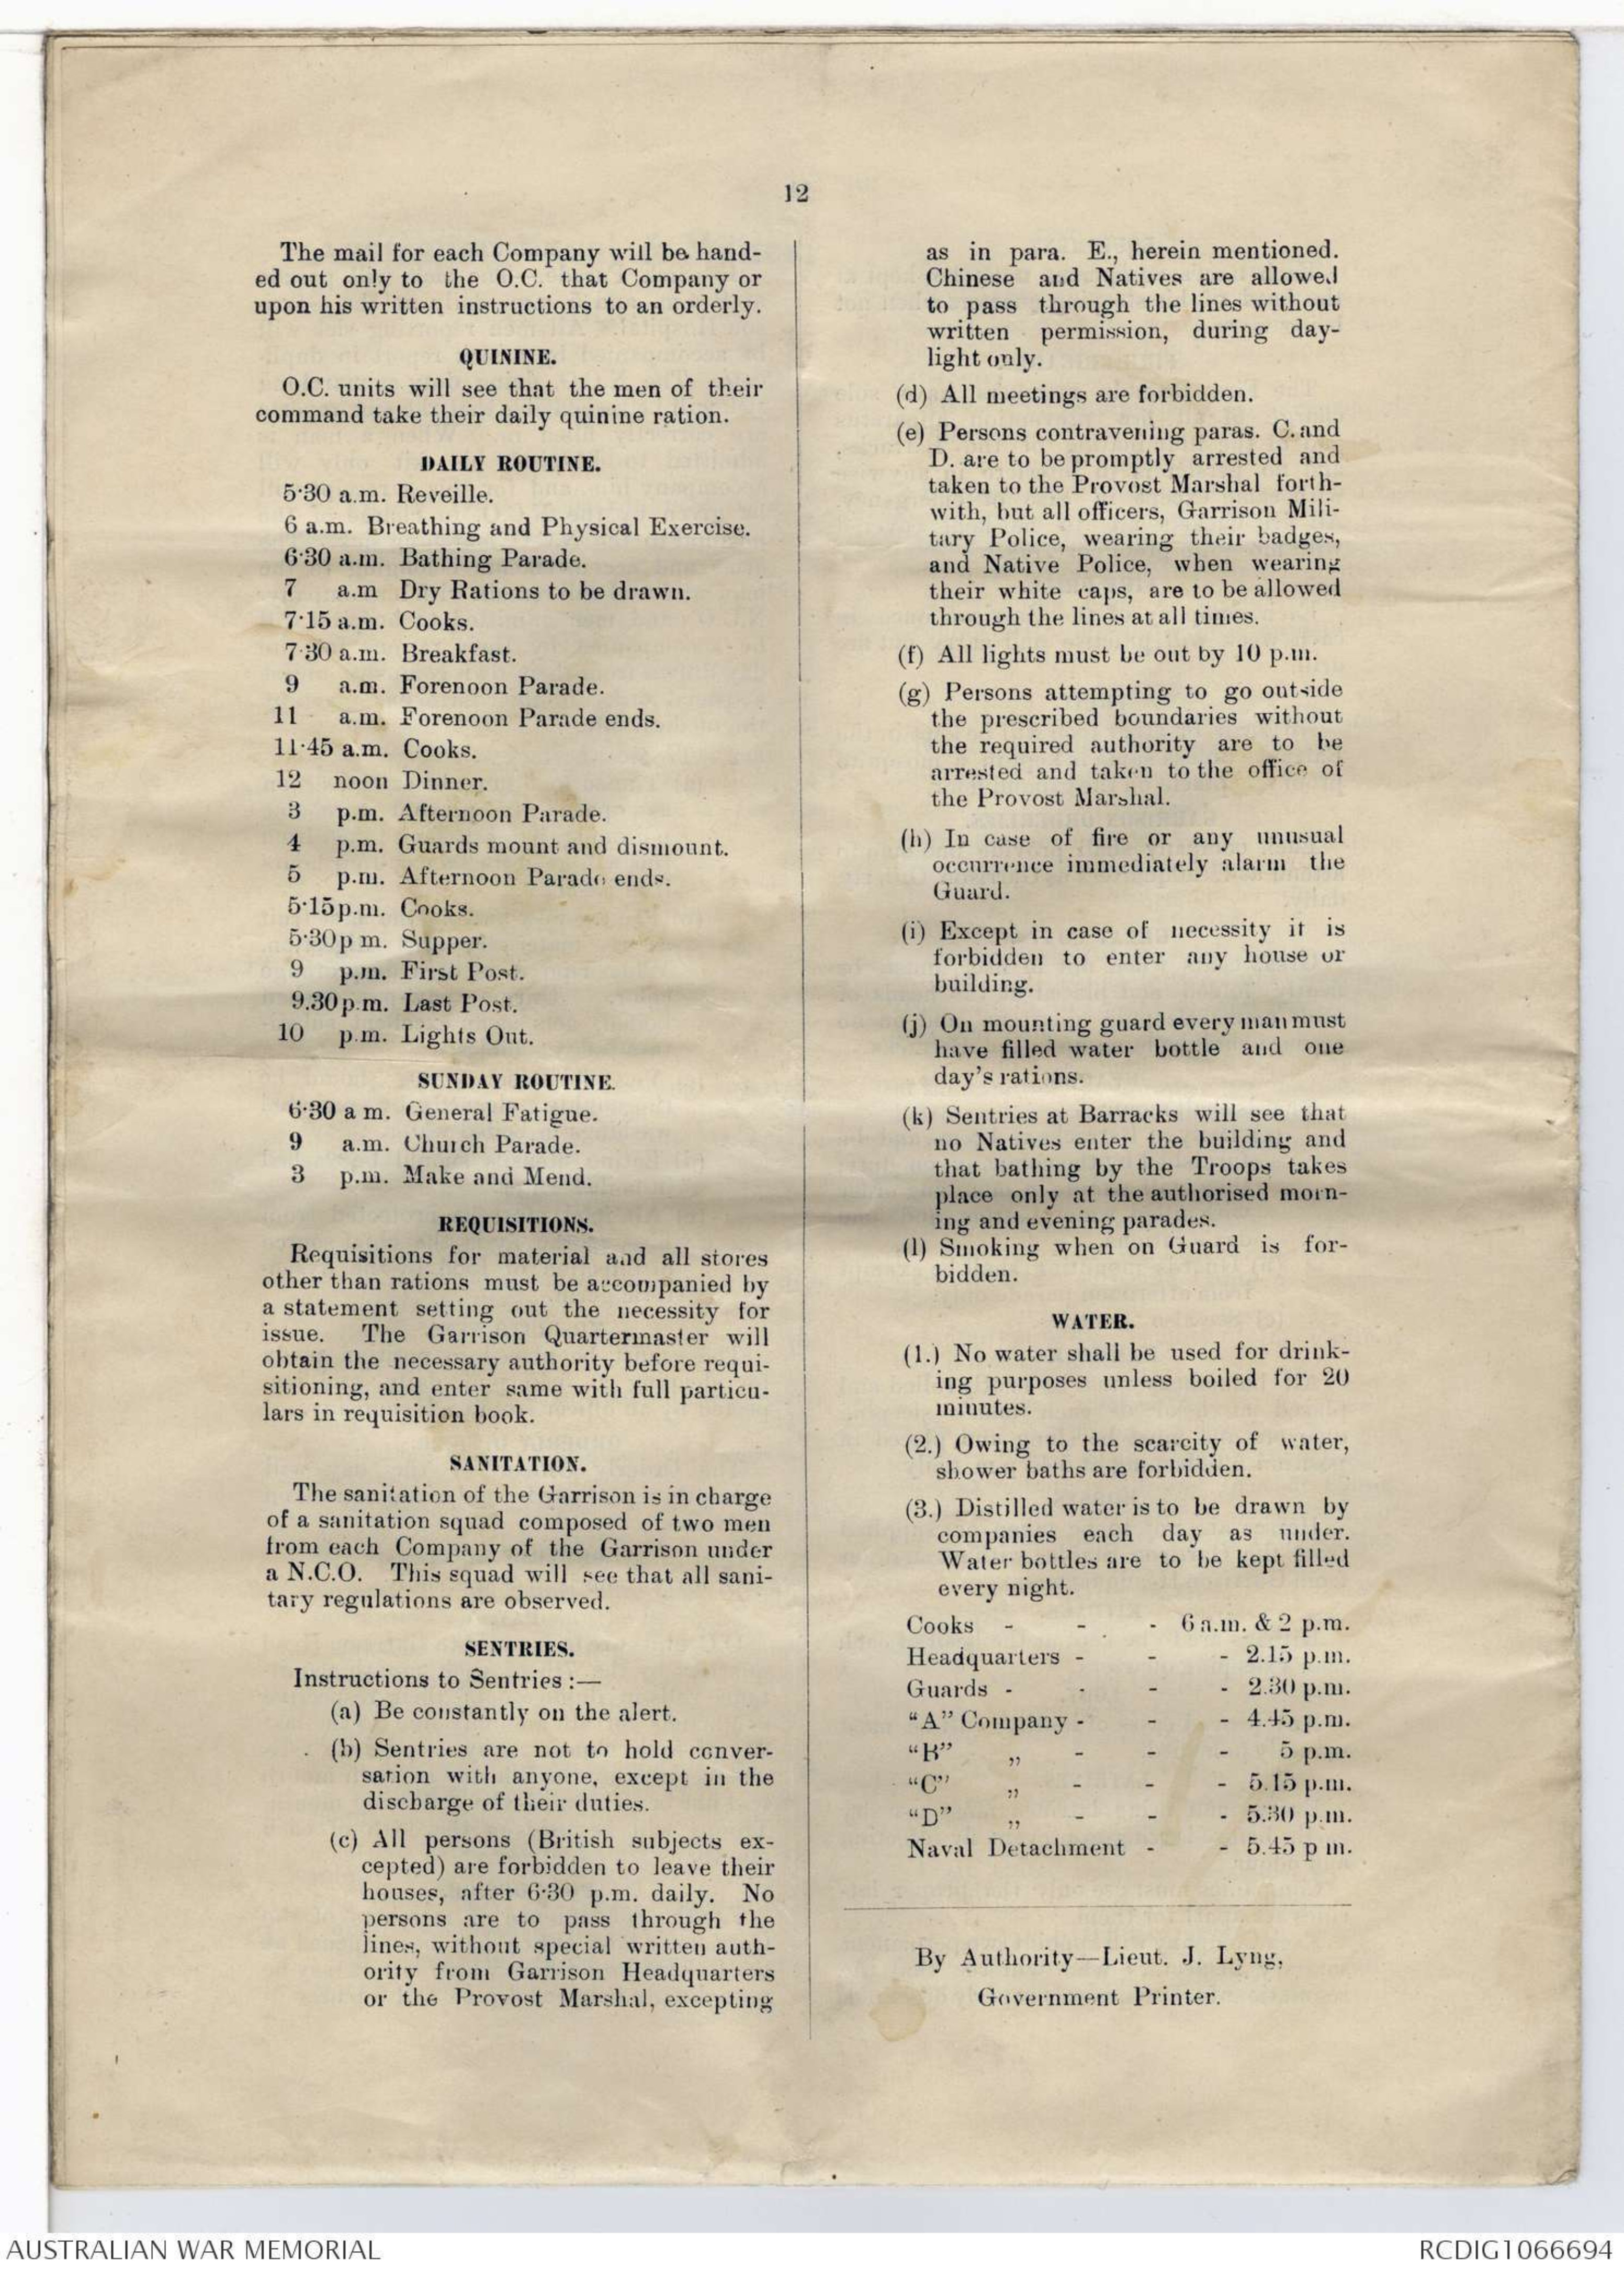 12
The mail for each Company will be hand-
ed out only to the O.C. that Company or
upon his written instructions to an orderly.
QUININE.
O.C. units will see that the men of their
command take their daily quinine ration.
DAILY ROUTINE.
5·30 a.m. Reveille.
6 a.m. Breathing and Physical Exercise.
6·30 a.m. Bathing Parade.
7 a.m Dry Rations to be drawn.
7·15 a.m. Cooks.
7·30 a.m. Breakfast.
9 a.m. Forenoon Parade.
11 a.m. Forenoon Parade ends.
11·45 a.m. Cooks.
12 noon Dinner.
3 p.m. Afternoon Parade.
4 p.m. Guards mount and dismount.
5 p.m. Afternoon Parade ends.
5·15 p.m. Cooks.
5·30 p m. Supper.
9 p.m. First Post.
9.30 p.m. Last Post.
10 p.m. Lights Out.
SUNDAY ROUTINE.
6·30 a m. General Fatigue.
9 a.m. Church Parade.
3 p.m. Make and Mend.
REQUISITIONS.
Requisitions for material and all stores
other than rations must be accompanied by
a statement setting out the necessity for
issue. The Garrison Quartermaster will
obtain the necessary authority before requi-
sitioning, and enter same with full particu-
lars in requisition book.
SANITATION.
The sanitation of the Garrison is in charge
of a sanitation squad composed of two men
from each Company of the Garrison under
a N.C.O. This squad will see that all sani-
tary regulations are observed.
SENTRIES.
Instructions to Sentries :—
(a) Be constantly on the alert.
(b) Sentries are not to hold conver-
sation with anyone, except in the
discharge of their duties.
(c) All persons (British subjects ex-
cepted) are forbidden to leave their
houses, after 6·30 p.m. daily. No
persons are to pass through the
lines, without special written auth-
ority from Garrison Headquarters
or the Provost Marshal, excepting
as in para. E., herein mentioned.
Chinese and Natives are allowed
to pass through the lines without
written permission, during day-
light only.
(d) All meetings are forbidden.
(e) Persons contravening paras. C. and
D. are to be promptly arrested and
taken to the Provost Marshal forth-
with, but all officers, Garrison Mili-
tary Police, wearing their badges,
and Native Police, when wearing
their white caps, are to be allowed
through the lines at all times.
(f) All lights must be out by 10 p.m.
(g) Persons attempting to go outside
the prescribed boundaries without
the required authority are to be
arrested and taken to the office of
the Provost Marshal.
(h) In case of fire or any unusual
occurrence immediately alarm the
Guard.
(i) Except in case of necessity it is
forbidden to enter any house or
building.
(j) On mounting guard every man must
have filled water bottle and one
day's rations.
(k) Sentries at Barracks will see that
no Natives enter the building and
that bathing by the Troops takes
place only at the authorised morn-
ing and evening parades.
(l) Smoking when on Guard is for-
bidden.
WATER.
(1.) No water shall be used for drink-
ing purposes unless boiled for 20
minutes.
(2.) Owing to the scarcity of water,
shower baths are forbidden.
(3.) Distilled water is to be drawn by
companies each day as under.
Water bottles are to be kept filled
every night.
Cooks - - - 6 a.m. & 2 p.m.
Headquarters - - - 2.15 p.m.
Guards - - - - 2.30 p.m.
“A” Company - - - 4.45 p.m.
“B” „ - - - 5 p.m.
“C” „ - - - 5.15 p.m.
“D” „ - - - 5.30 p.m.
Naval Detachment - - 5.45 p m.
By Authority—Lieut. J. Lyng,
Government Printer.
AUSTRALIAN WAR MEMORIAL
RCDIG1066694